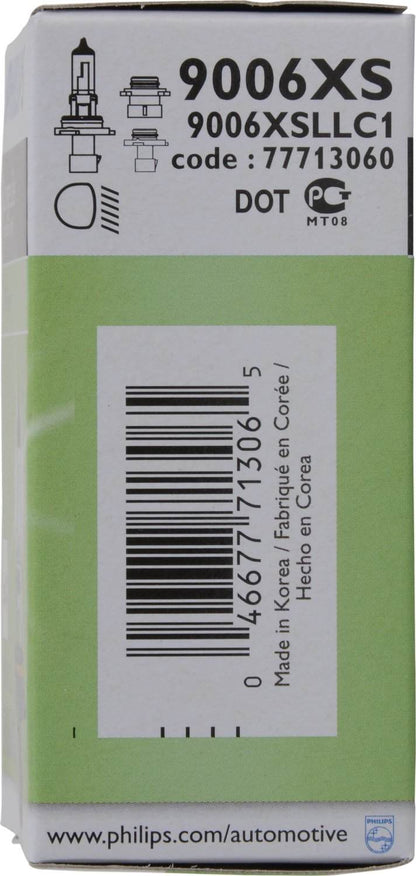 9006XS
9006XSLLC1
code : 77713060
DOT PCT
MT08
0 46677 71306 5
Made in Korea / Fabriqué en Corée /
Hecho en Corea
www.philips.com/automotive
PHILIPS